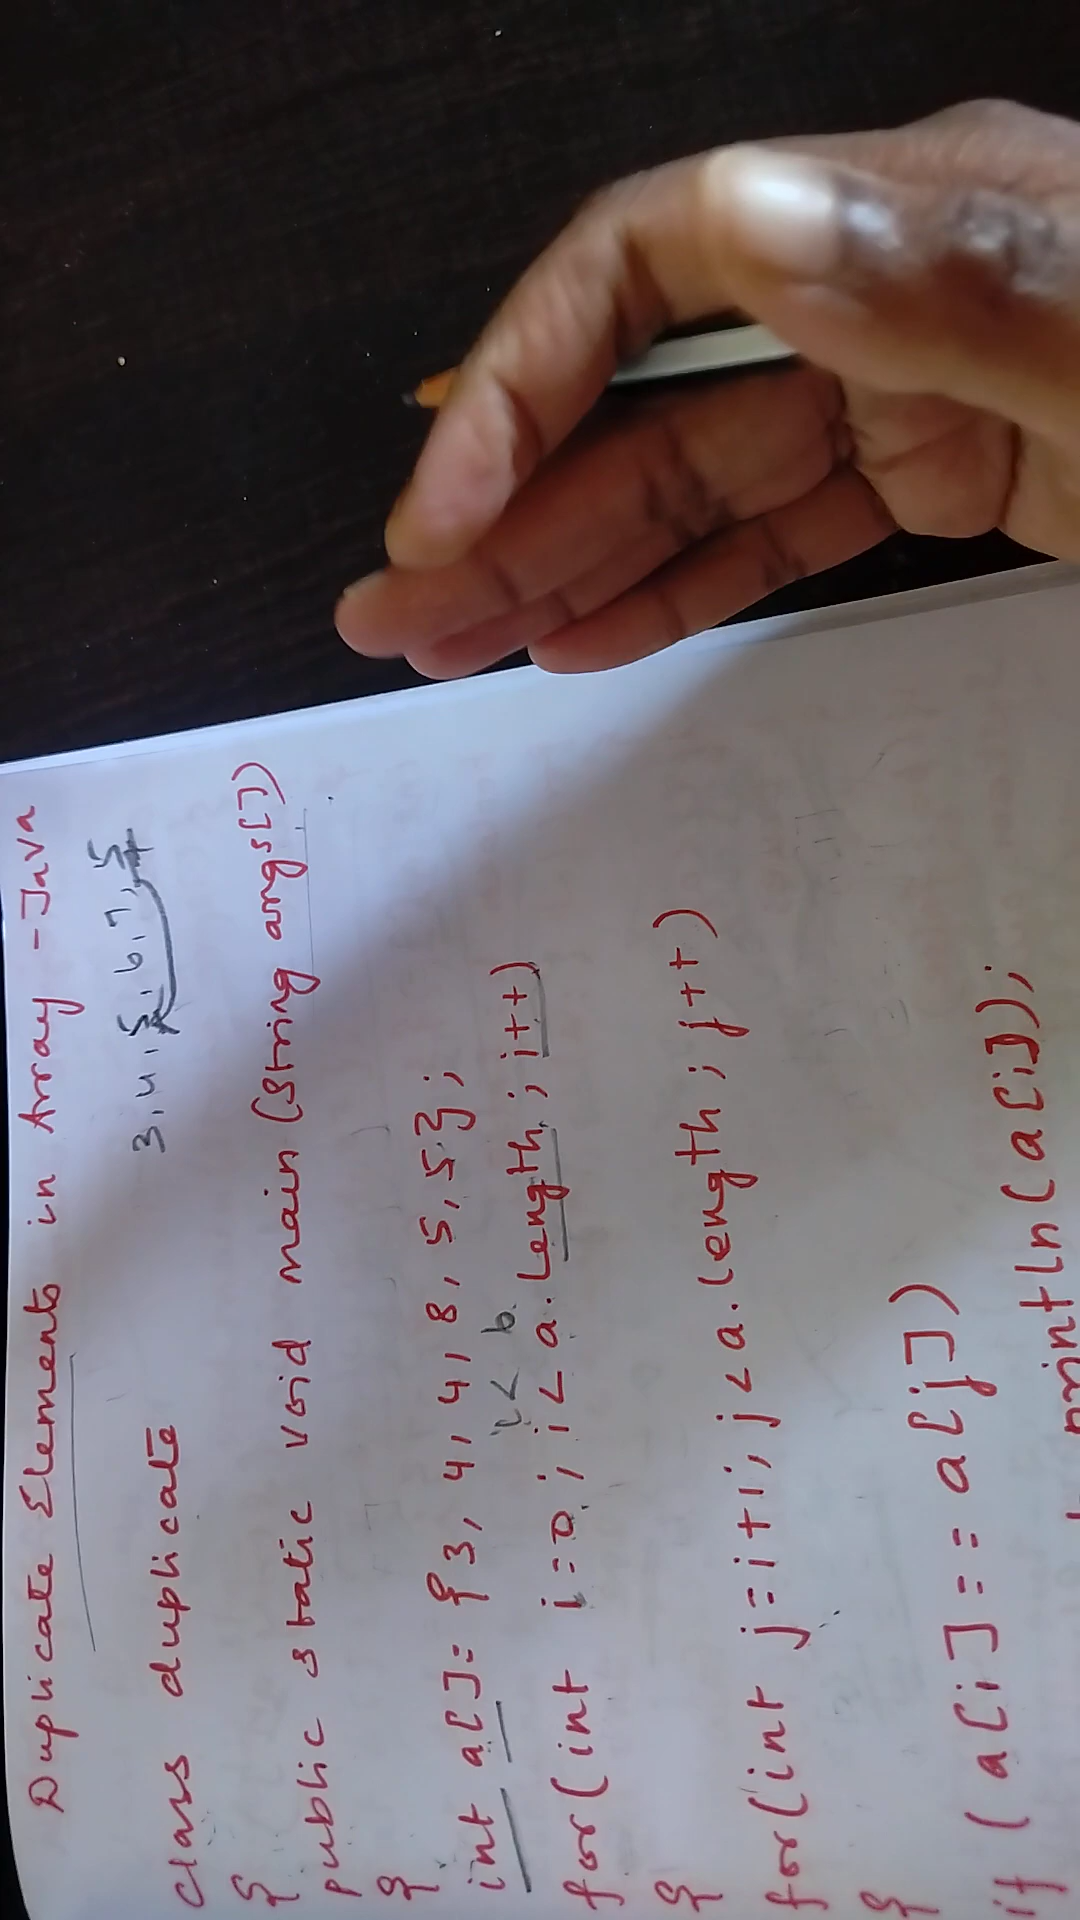 Duplicate Elements in Array - Java
3, 4, 5, 6, 7, 5
class duplicate
{
public static void main (String args[])
{
int a[]= {3, 4, 4, 8, 5, 5};
i < 6.
for(int i=0; i < a.length; i++)
{
for(int j=i+1; j < a.length; j++)
{
if (a[i]== a[j])
println(a[i]);